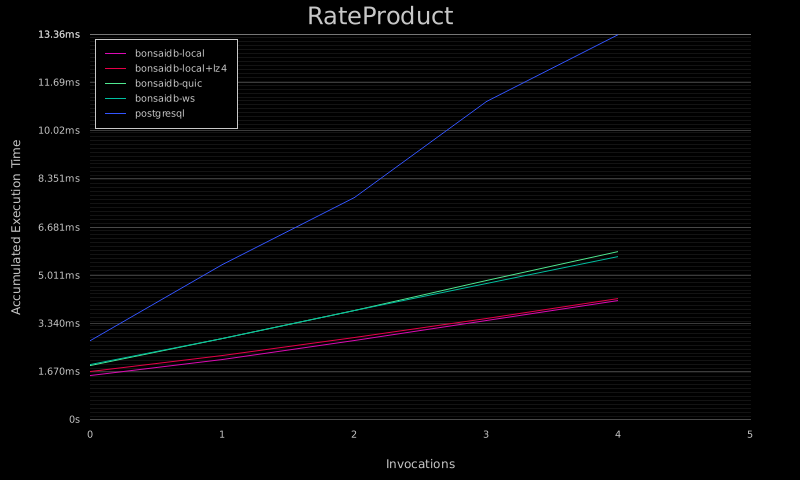 RateProduct
13.36ms
bonsaidb-local
bonsaidb-local+lz4
bonsaidb-quic
bonsaidb-ws
postgresql
11.69ms
10.02ms
8.351ms
6.681ms
5.011ms
3.340ms
1.670ms
0s
Accumulated Execution Time
0 1 2 3 4 5
Invocations